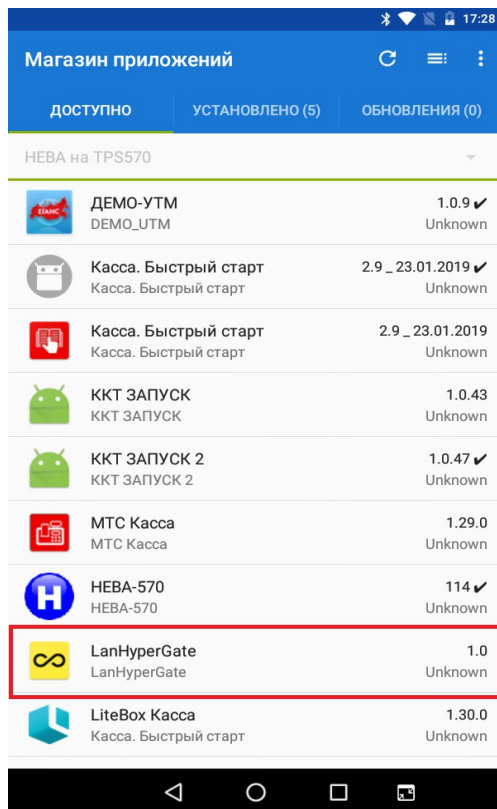 17:28
Магазин приложений
ДОСТУПНО УСТАНОВЛЕНО (5) ОБНОВЛЕНИЯ (0)
НЕВА на TPS570
ЕГАИС
ДЕМО-УТМ 1.0.9 ✔
DEMO_UTM Unknown
Касса. Быстрый старт 2.9 _ 23.01.2019 ✔
Касса. Быстрый старт Unknown
Касса. Быстрый старт 2.9 _ 23.01.2019
Касса. Быстрый старт Unknown
ККТ ЗАПУСК 1.0.43
ККТ ЗАПУСК Unknown
ККТ ЗАПУСК 2 1.0.47 ✔
ККТ ЗАПУСК 2 Unknown
МТС Касса 1.29.0
МТС Касса Unknown
Н
НЕВА-570 114 ✔
НЕВА-570 Unknown
LanHyperGate 1.0
LanHyperGate Unknown
LiteBox Касса 1.30.0
Касса. Быстрый старт Unknown